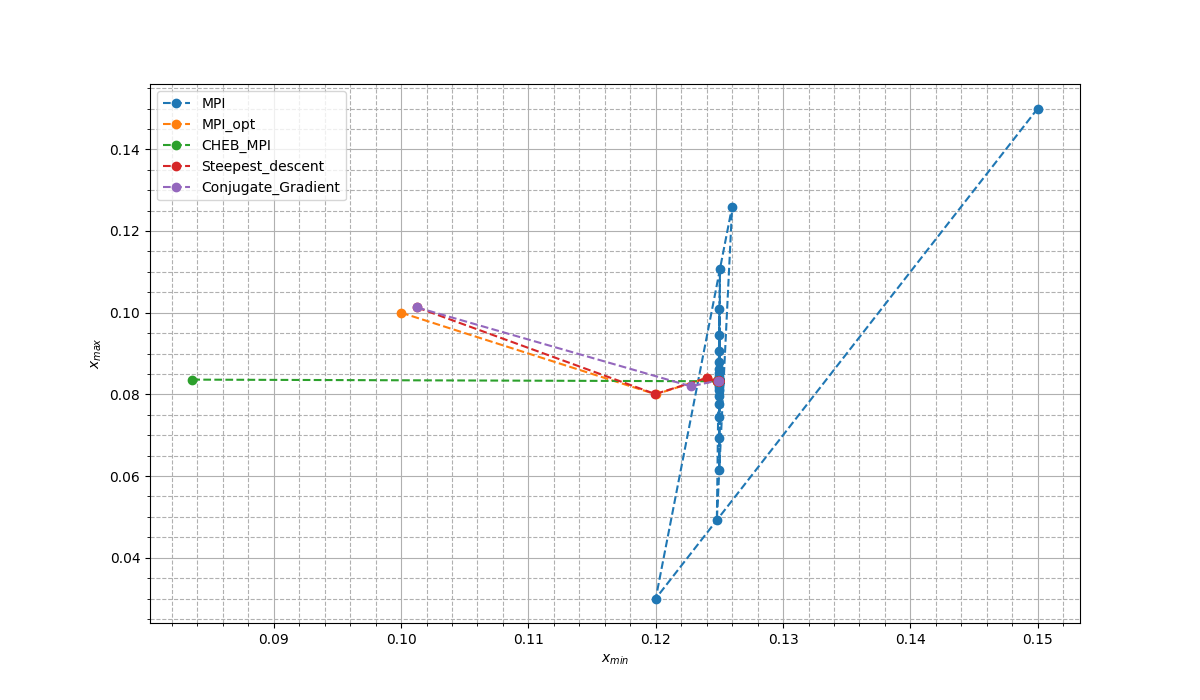 MPI
MPI_opt
CHEB_MPI
Steepest_descent
Conjugate_Gradient
0.14
0.12
0.10
0.08
0.06
0.04
x_max
0.09 0.10 0.11 0.12 0.13 0.14 0.15
x_min